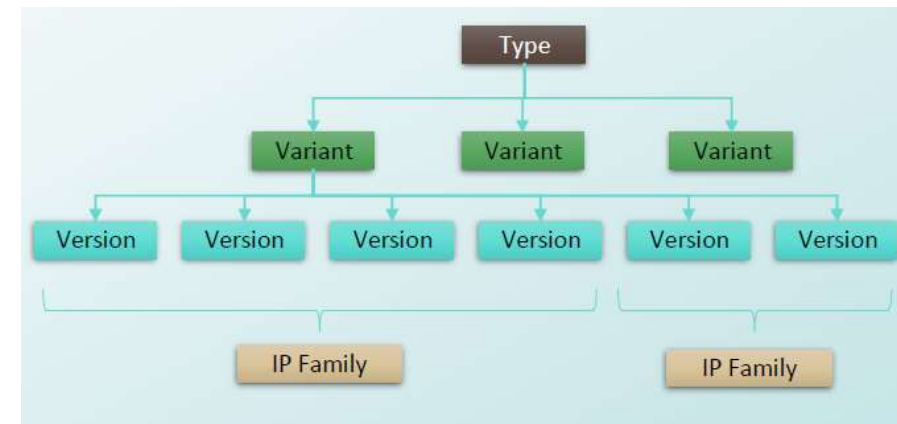 Type
Variant Variant Variant
Version Version Version Version Version Version
IP Family IP Family